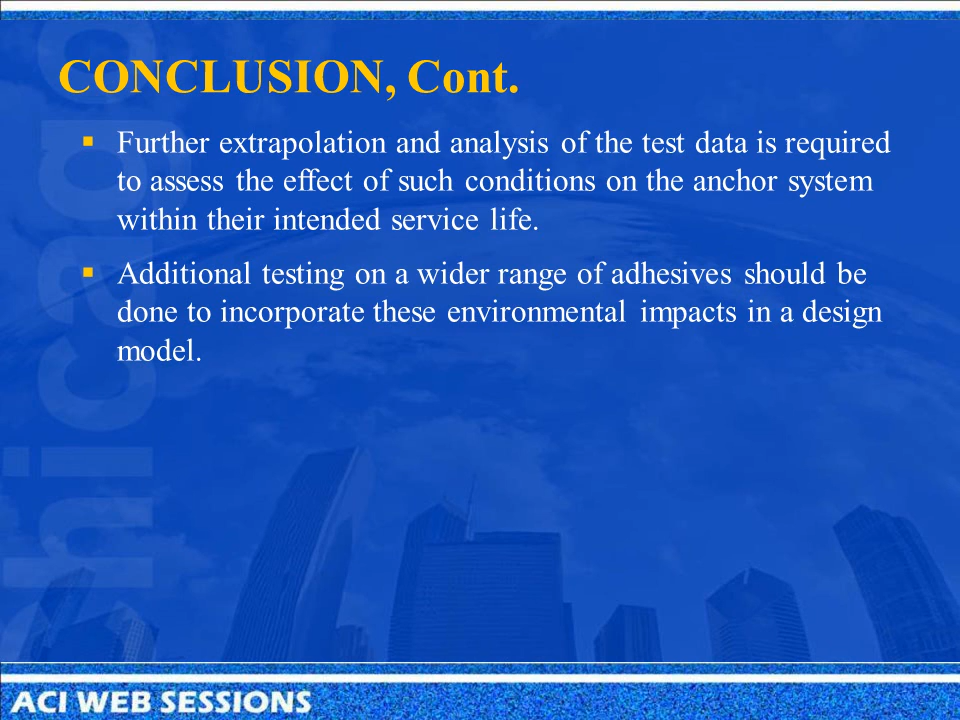 CONCLUSION, Cont.
▪ Further extrapolation and analysis of the test data is required
to assess the effect of such conditions on the anchor system
within their intended service life.
▪ Additional testing on a wider range of adhesives should be
done to incorporate these environmental impacts in a design
model.
Chicago
ACI WEB SESSIONS